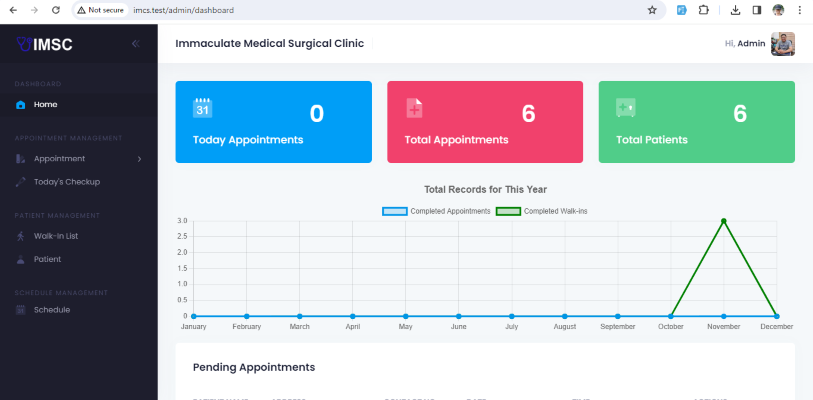 Not secure imcs.test/admin/dashboard
IMSC
Immaculate Medical Surgical Clinic
Hi, Admin
DASHBOARD
Home
APPOINTMENT MANAGEMENT
Appointment
Today's Checkup
PATIENT MANAGEMENT
Walk-In List
Patient
SCHEDULE MANAGEMENT
Schedule
31
0
Today Appointments
6
Total Appointments
6
Total Patients
Total Records for This Year
Completed Appointments Completed Walk-ins
3.0
2.5
2.0
1.5
1.0
0.5
0
January February March April May June July August September October November December
Pending Appointments